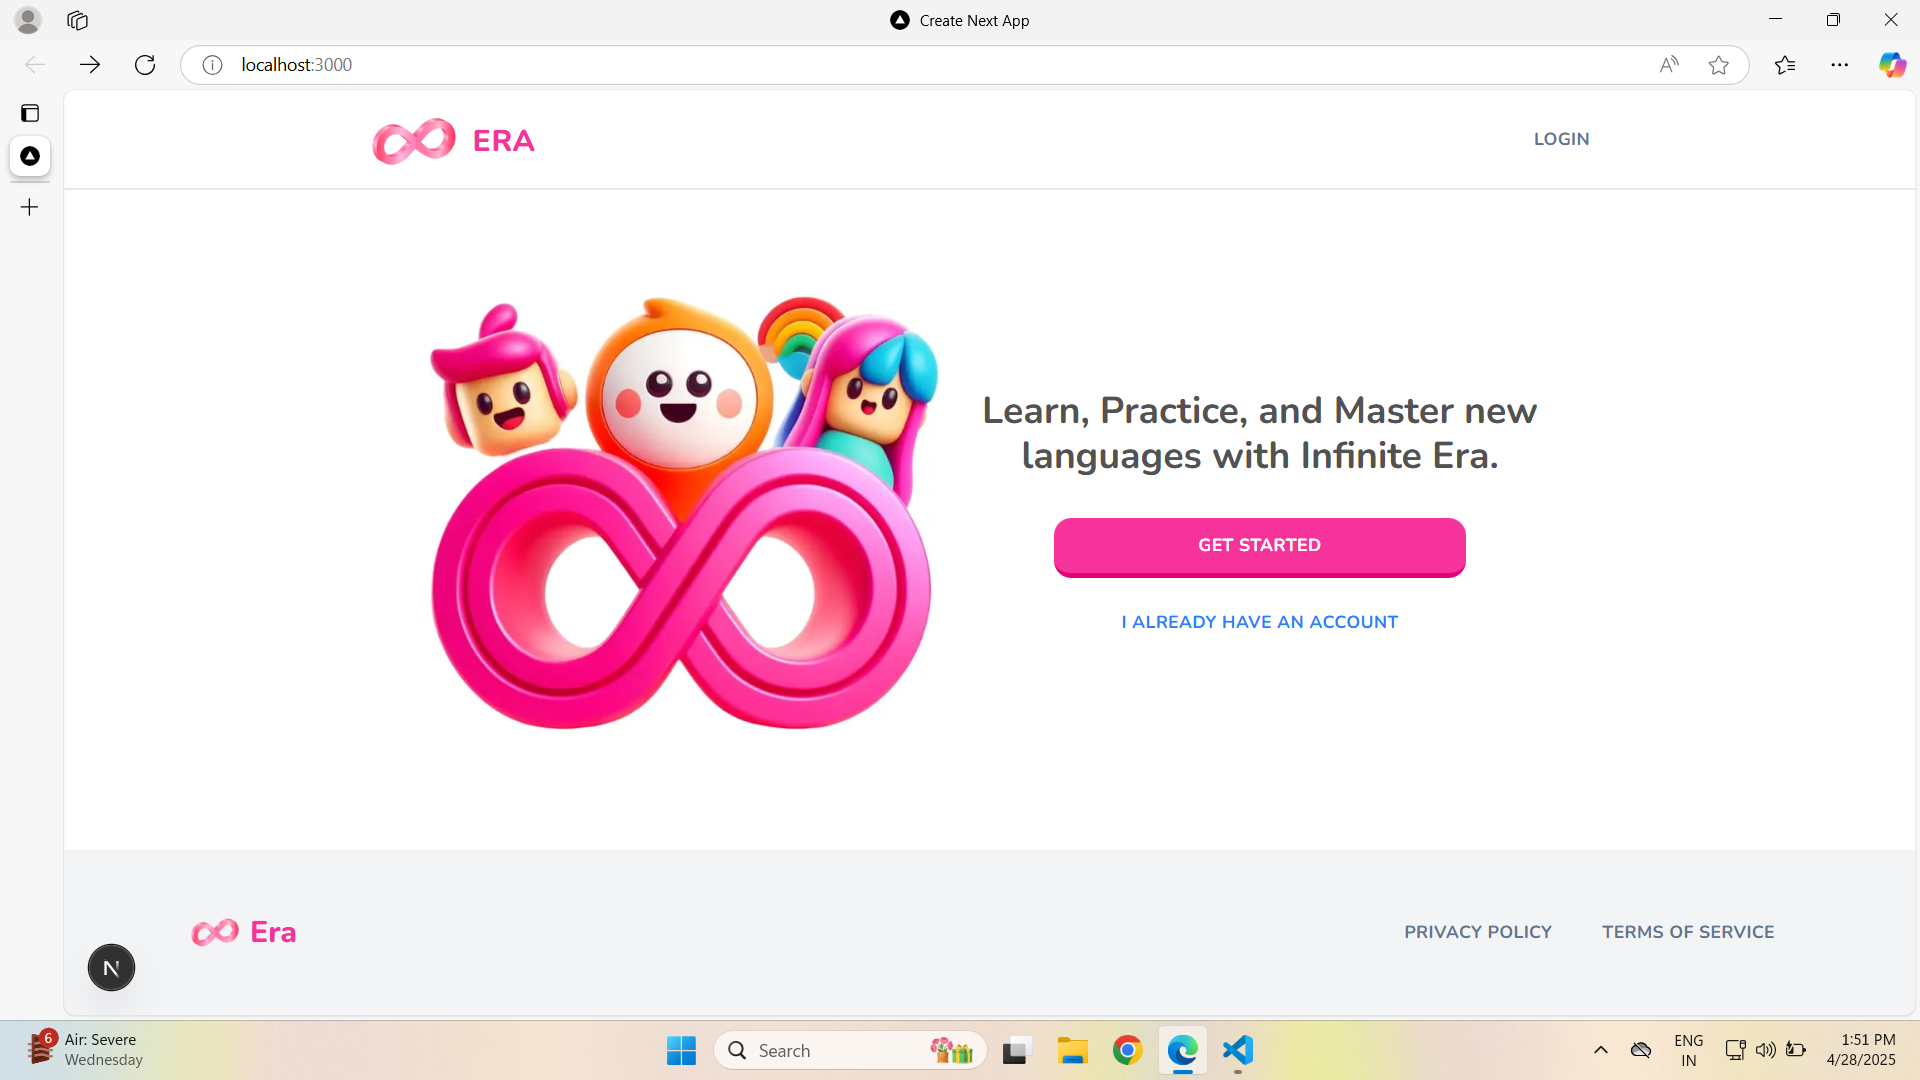 Create Next App
localhost:3000
ERA
LOGIN
Learn, Practice, and Master new
languages with Infinite Era.
GET STARTED
I ALREADY HAVE AN ACCOUNT
Era
PRIVACY POLICY
TERMS OF SERVICE
N
6
Air: Severe
Wednesday
Search
ENG
IN
1:51 PM
4/28/2025